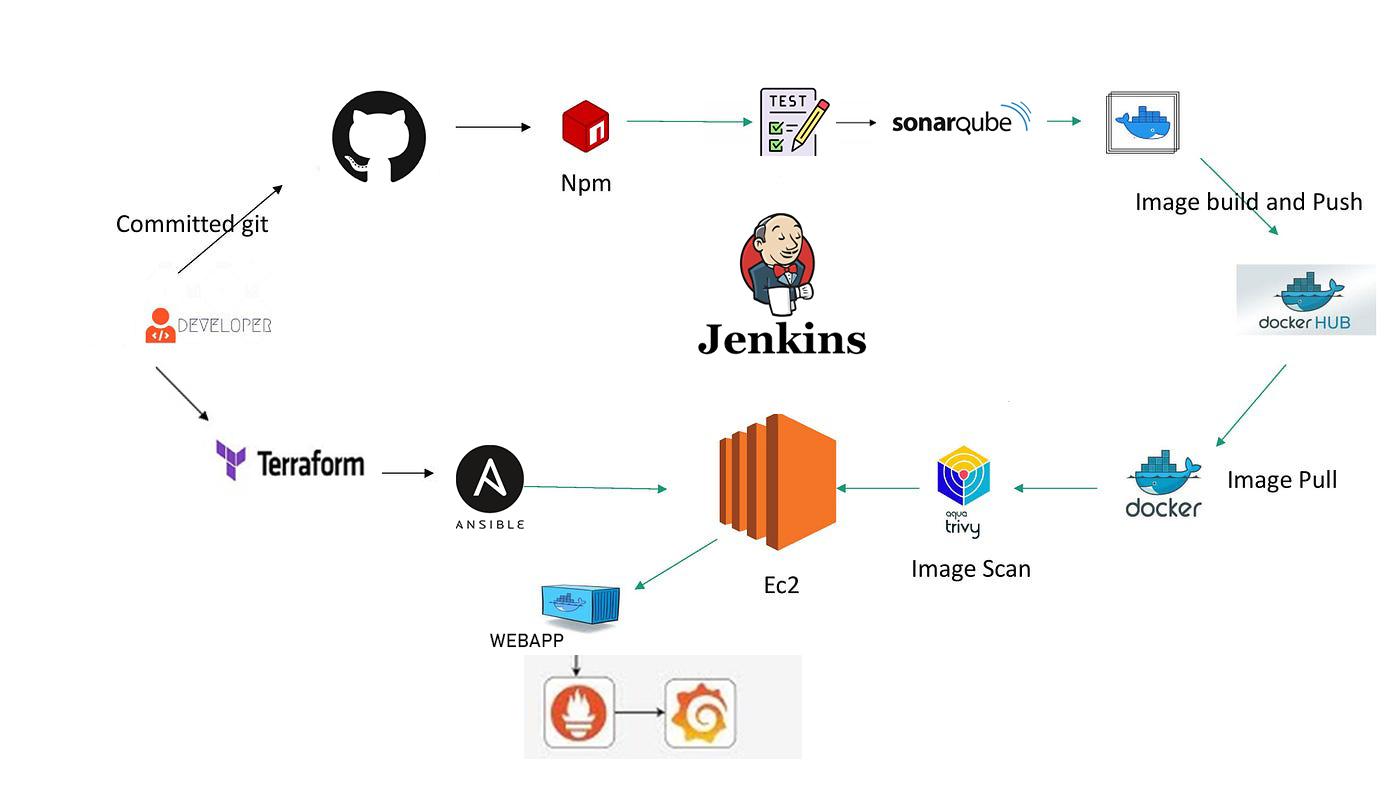 TEST
sonarqube
Npm
Image build and Push
Committed git
DEVELOPER
docker HUB
Jenkins
Terraform
ANSIBLE
aqua
trivy
docker
Image Pull
Image Scan
Ec2
WEBAPP